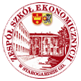 ZESPÓŁ SZKÓŁ EKONOMICZNYCH
W STAROGARDZIE GD.